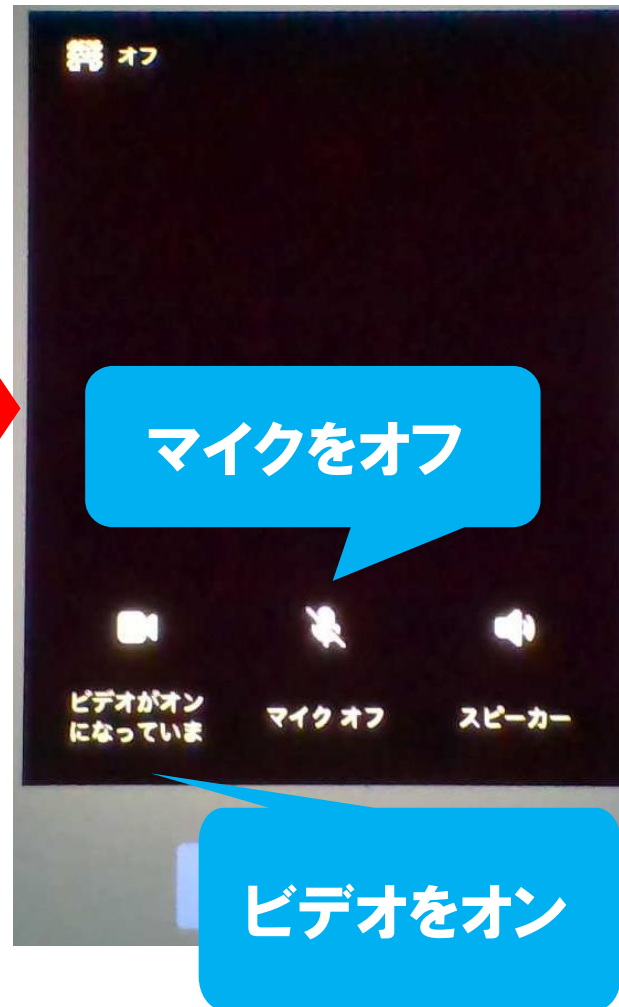 オフ
マイクをオフ
ビデオがオン
になっていま
マイク オフ
スピーカー
ビデオをオン